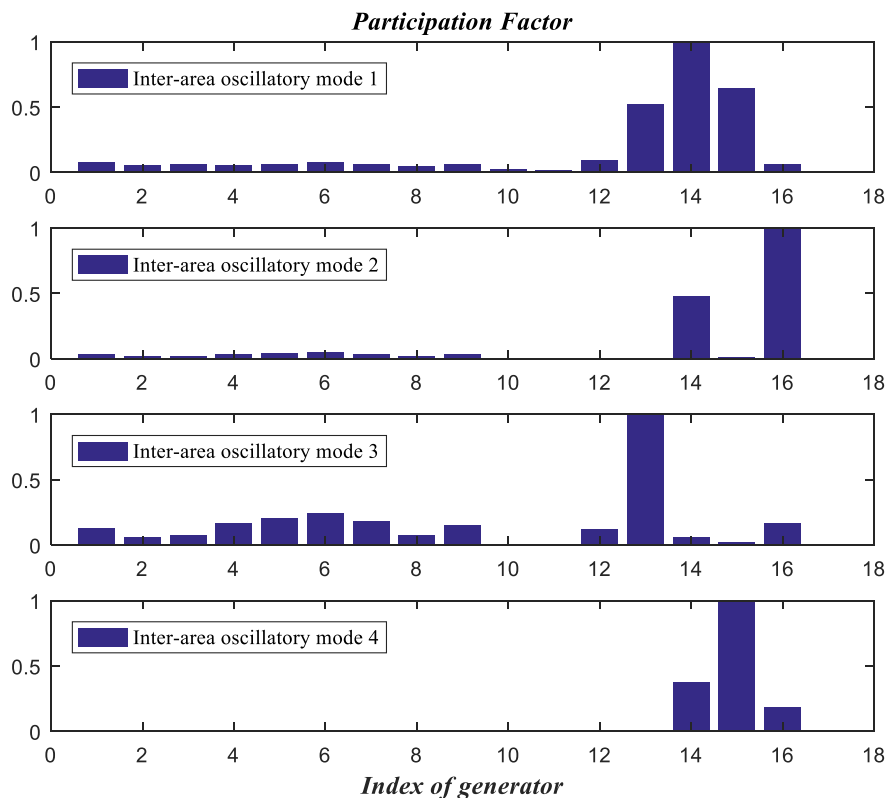 Participation Factor
1
Inter-area oscillatory mode 1
0.5
0
0 2 4 6 8 10 12 14 16 18
1
Inter-area oscillatory mode 2
0.5
0
0 2 4 6 8 10 12 14 16 18
1
Inter-area oscillatory mode 3
0.5
0
0 2 4 6 8 10 12 14 16 18
1
Inter-area oscillatory mode 4
0.5
0
0 2 4 6 8 10 12 14 16 18
Index of generator